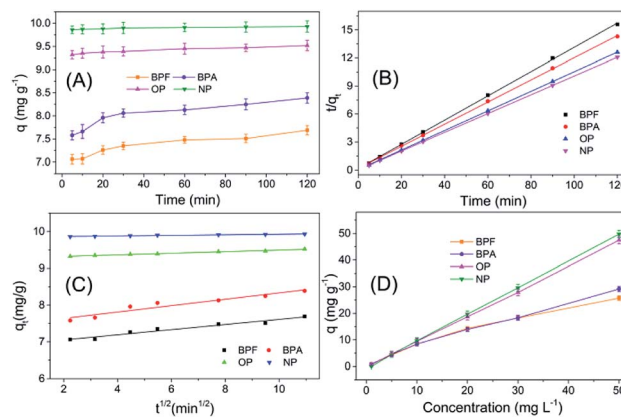 10.0
9.5
9.0
8.5
8.0
7.5
7.0
q (mg g⁻¹)
(A)
BPF BPA
OP NP
0 20 40 60 80 100 120
Time (min)
15
12
9
6
3
0
t/qt
(B)
BPF
BPA
OP
NP
0 20 40 60 80 100 120
Time (min)
10
9
8
7
6
qt(mg/g)
(C)
BPF BPA
OP NP
2 4 6 8 10
t1/2(min1/2)
50
40
30
20
10
0
q (mg g⁻¹)
(D)
BPF
BPA
OP
NP
0 10 20 30 40 50
Concentration (mg L⁻¹)